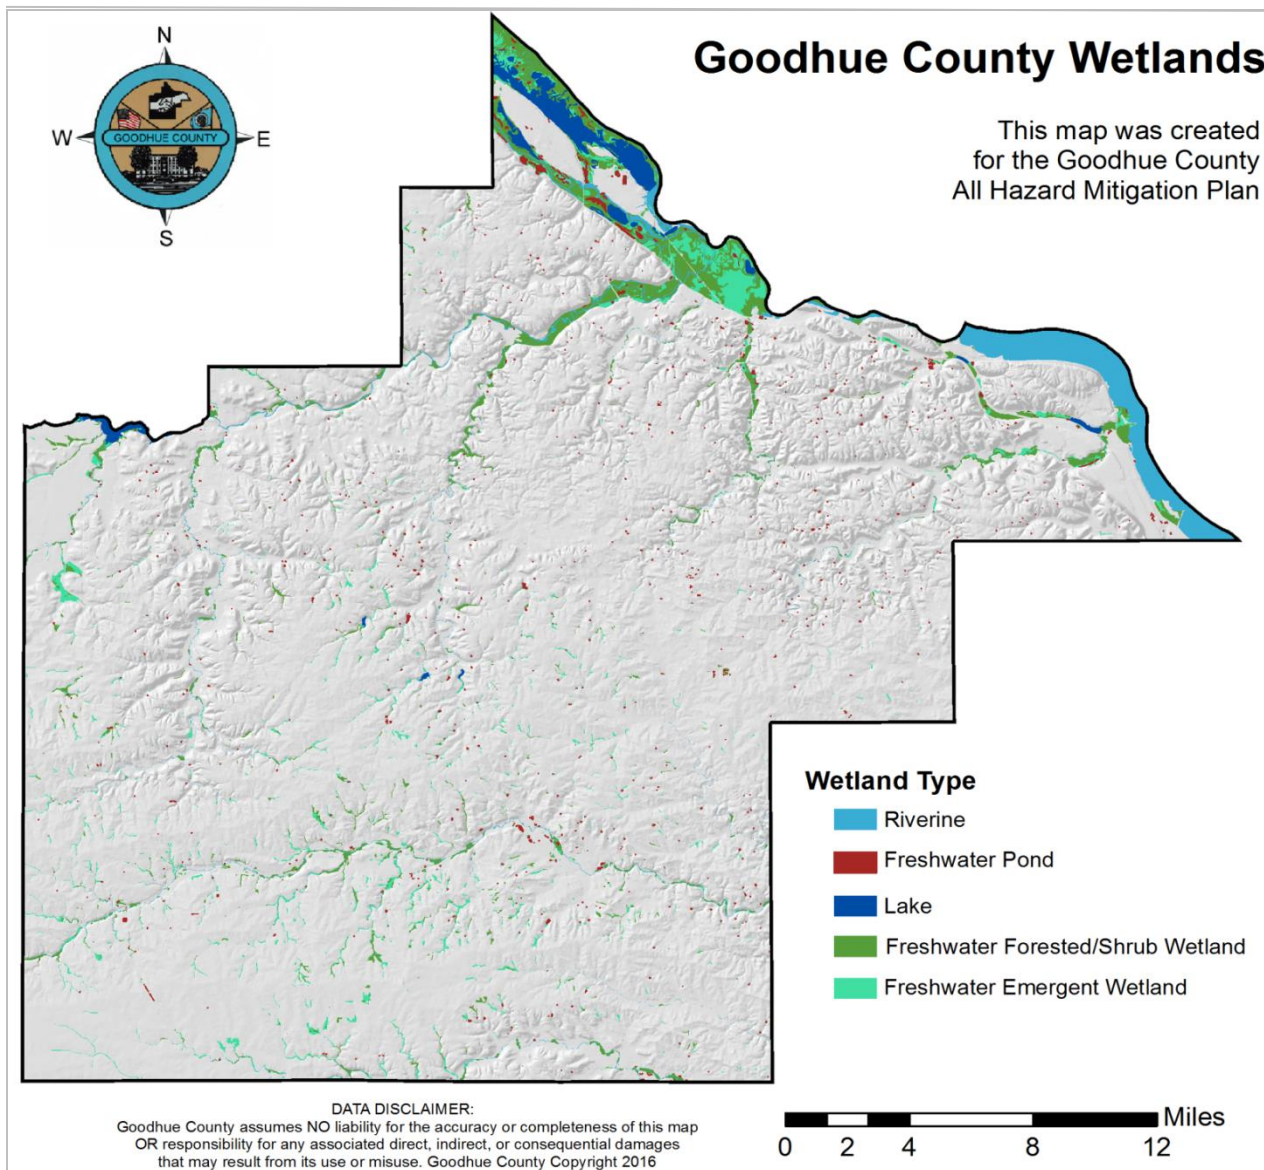 N
Goodhue County Wetlands
W
GOODHUE COUNTY
E
This map was created
for the Goodhue County
All Hazard Mitigation Plan
S
Wetland Type
Riverine
Freshwater Pond
Lake
Freshwater Forested/Shrub Wetland
Freshwater Emergent Wetland
DATA DISCLAIMER:
Goodhue County assumes NO liability for the accuracy or completeness of this map
OR responsibility for any associated direct, indirect, or consequential damages
that may result from its use or misuse. Goodhue County Copyright 2016
Miles
0 2 4 8 12